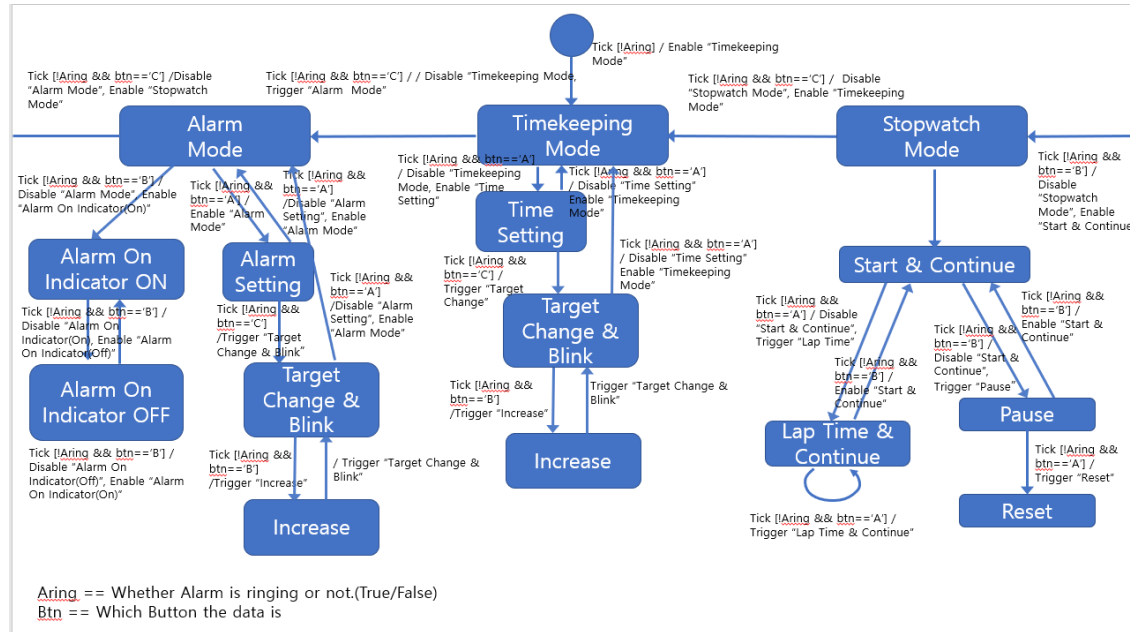 Tick [!Aring] / Enable “Timekeeping
Mode”
Tick [!Aring && btn==‘C’] /Disable
“Alarm Mode”, Enable “Stopwatch
Mode”
Tick [!Aring && btn==‘C’] / / Disable “Timekeeping Mode,
Trigger “Alarm  Mode”
Tick [!Aring && btn==‘C’] /  Disable
“Stopwatch Mode”, Enable “Timekeeping
Mode”
Alarm
Mode
Timekeeping
Mode
Stopwatch
Mode
Tick [!Aring && btn==‘B’] /
Disable “Alarm Mode”, Enable
“Alarm On Indicator(On)”
Tick [!Aring &&
btn==‘A’] /
Enable “Alarm
Mode”
Tick [!Aring &&
btn==‘A’]
/Disable “Alarm
Setting”, Enable
“Alarm Mode”
Tick [!Aring && btn==‘A’]
/ Disable “Timekeeping
Mode, Enable “Time
Setting”
Tick [!Aring && btn==‘A’]
/ Disable “Time Setting”
Enable “Timekeeping
Mode”
Tick [!Aring &&
btn==‘B’] /
Disable
“Stopwatch
Mode”, Enable
“Start & Continue
Alarm On
Indicator ON
Alarm
Setting
Time
Setting
Start & Continue
Tick [!Aring && btn==‘B’] /
Disable “Alarm On
Indicator(On), Enable “Alarm
On Indicator(Off)”
Tick [!Aring &&
btn==‘C’]
/Trigger “Target
Change & Blink”
Tick [!Aring &&
btn==‘A’]
/Disable “Alarm
Setting”, Enable
“Alarm Mode”
Tick [!Aring &&
btn==‘C’] /
Trigger “Target
Change”
Tick [!Aring && btn==‘A’
/ Disable “Time Setting”
Enable “Timekeeping
Mode”
Tick [!Aring &&
btn==‘A’] / Disable
“Start & Continue”,
Trigger “Lap Time”
Tick [!Aring &&
btn==‘B’] /
Enable “Start
& Continue”
Tick [!Aring &&
btn==‘B’] /
Disable “Start &
Continue”,
Trigger “Pause”
Tick [!Aring &&
btn==‘B’] /
Enable “Start &
Continue”
Alarm On
Indicator OFF
Target
Change &
Blink
Target
Change &
Blink
Lap Time &
Continue
Pause
Tick [!Aring && btn==‘B’] /
Disable “Alarm On
Indicator(Off)”, Enable “Alarm
On Indicator(On)”
Tick [!Aring &&
btn==‘B’]
/Trigger “Increase”
/ Trigger “Target Change &
Blink”
Tick [!Aring &&
btn==‘B’]
/Trigger “Increase”
Trigger “Target Change &
Blink”
Tick [!Aring &&
btn==‘A’] /
Trigger “Reset”
Increase
Increase
Reset
Tick [!Aring && btn==‘A’] /
Trigger “Lap Time & Continue”
Aring == Whether Alarm is ringing or not.(True/False)
Btn == Which Button the data is